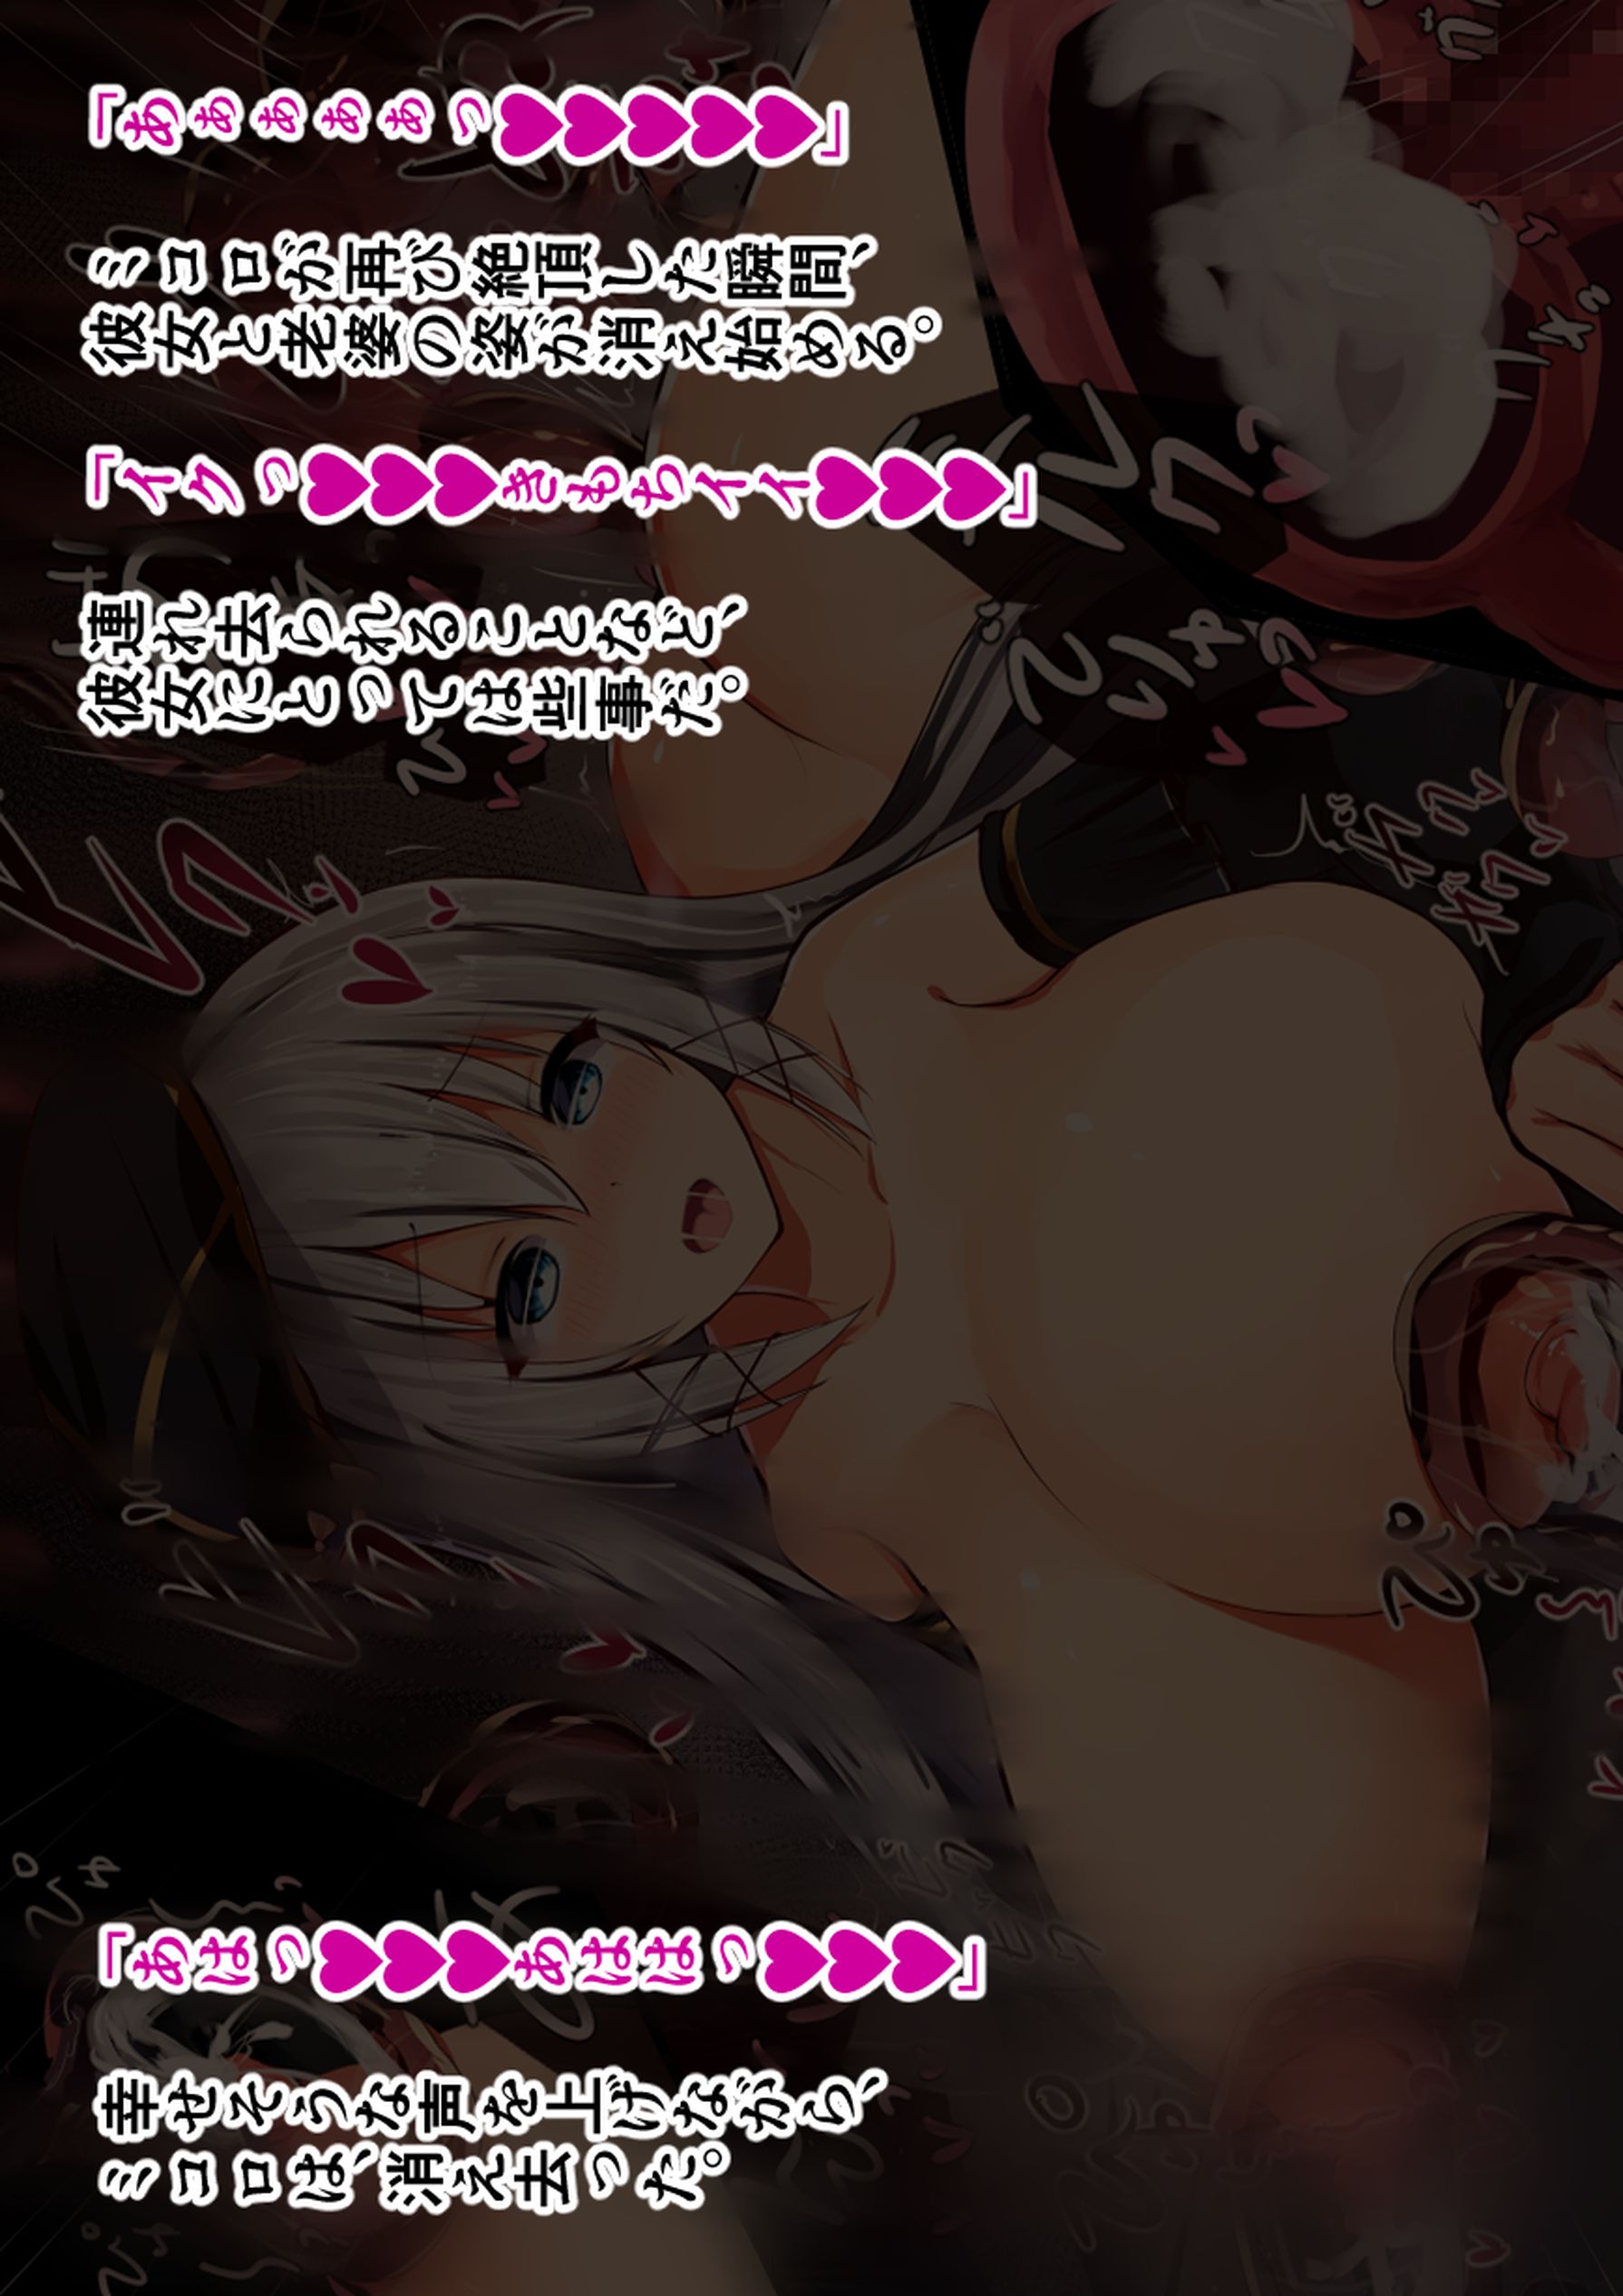 「あぁぁぁぁっ♥♥♥♥♥」
ミコロが再び絶頂した瞬間、
彼女と老婆の姿が消え始める。
「イクっ♥♥♥きもちイイ♥♥♥」
連れ去られることなど、
彼女にとっては些事だ。
「あはっ♥♥♥あははっ♥♥♥」
幸せそうな声を上げながら、
ミコロは、消え去った。